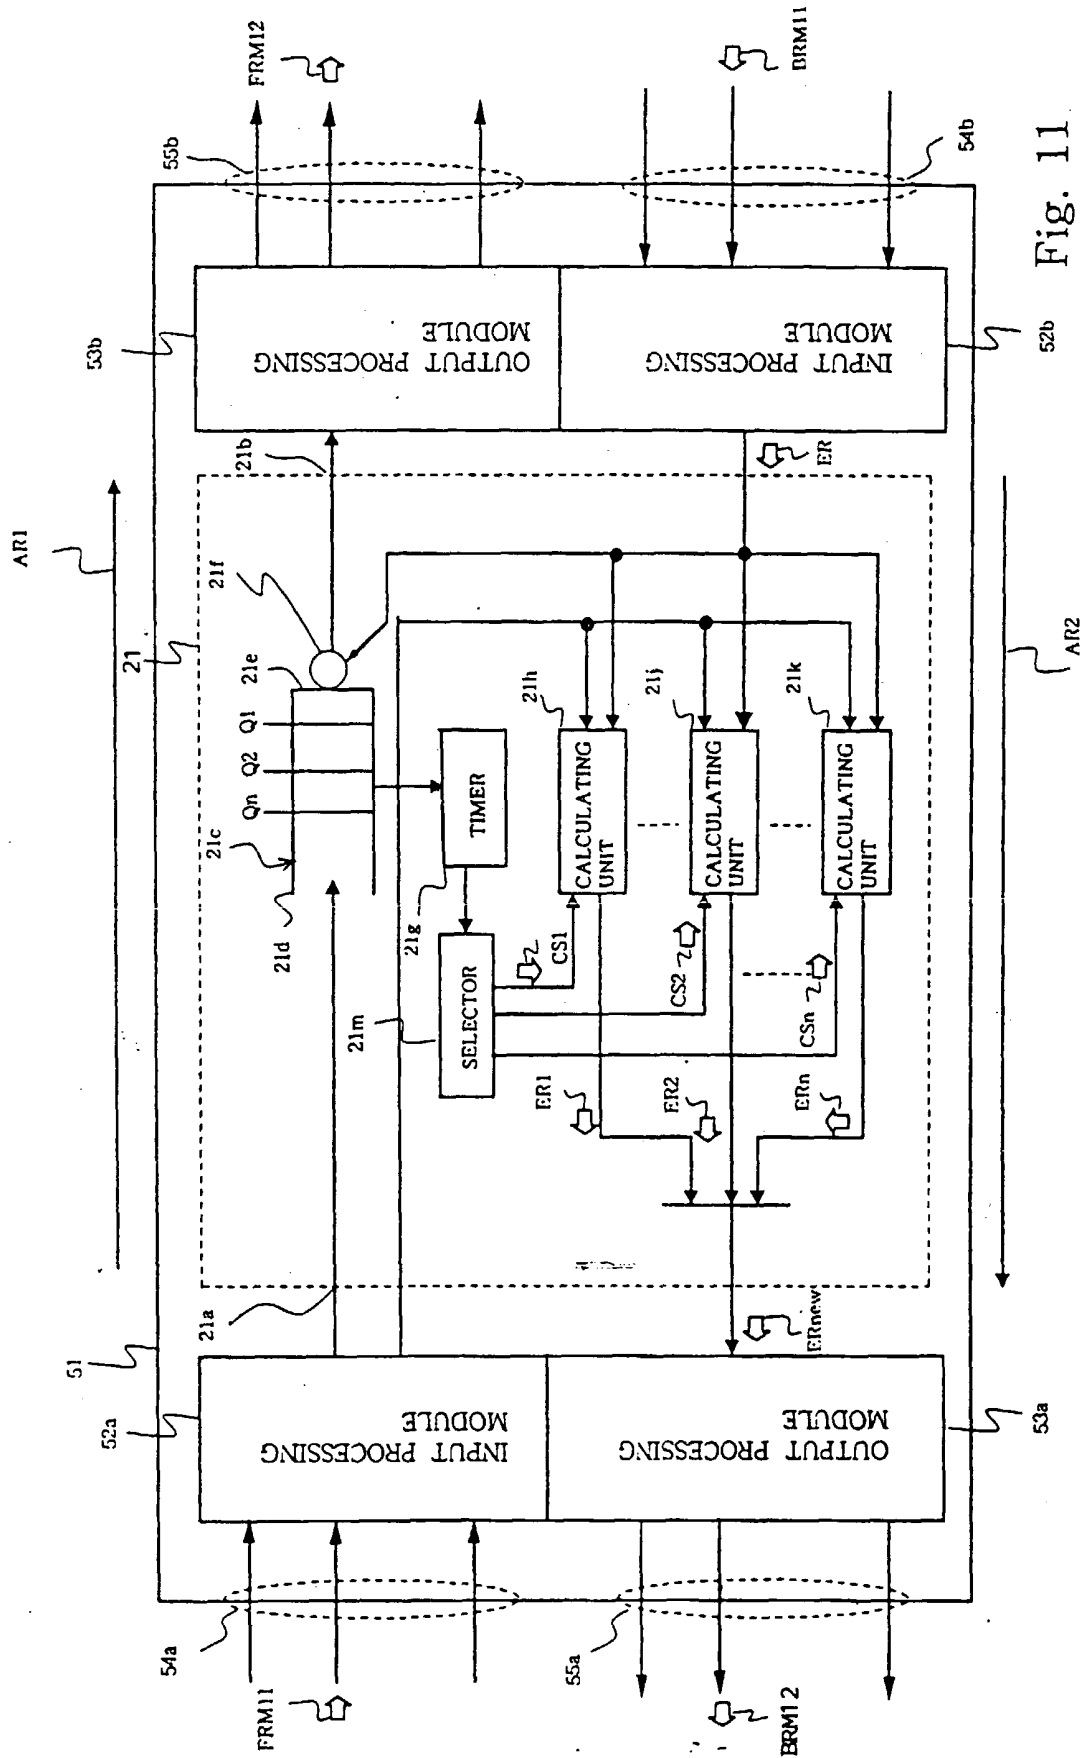 AR1
51
21
52a
INPUT PROCESSING
MODULE
53b
OUTPUT PROCESSING
MODULE
54a
FRM11
55b
FRM12
21a
21b
21c
21d
21e
21f
Q1
Q2
Qn
21g
TIMER
21m
SELECTOR
21h
CALCULATING
UNIT
21j
CALCULATING
UNIT
21k
CALCULATING
UNIT
CS1
CS2
CSn
ER1
ER2
ERn
ER
ERnew
53a
OUTPUT PROCESSING
MODULE
52b
INPUT PROCESSING
MODULE
55a
BRM12
54b
BRM11
AR2
Fig. 11